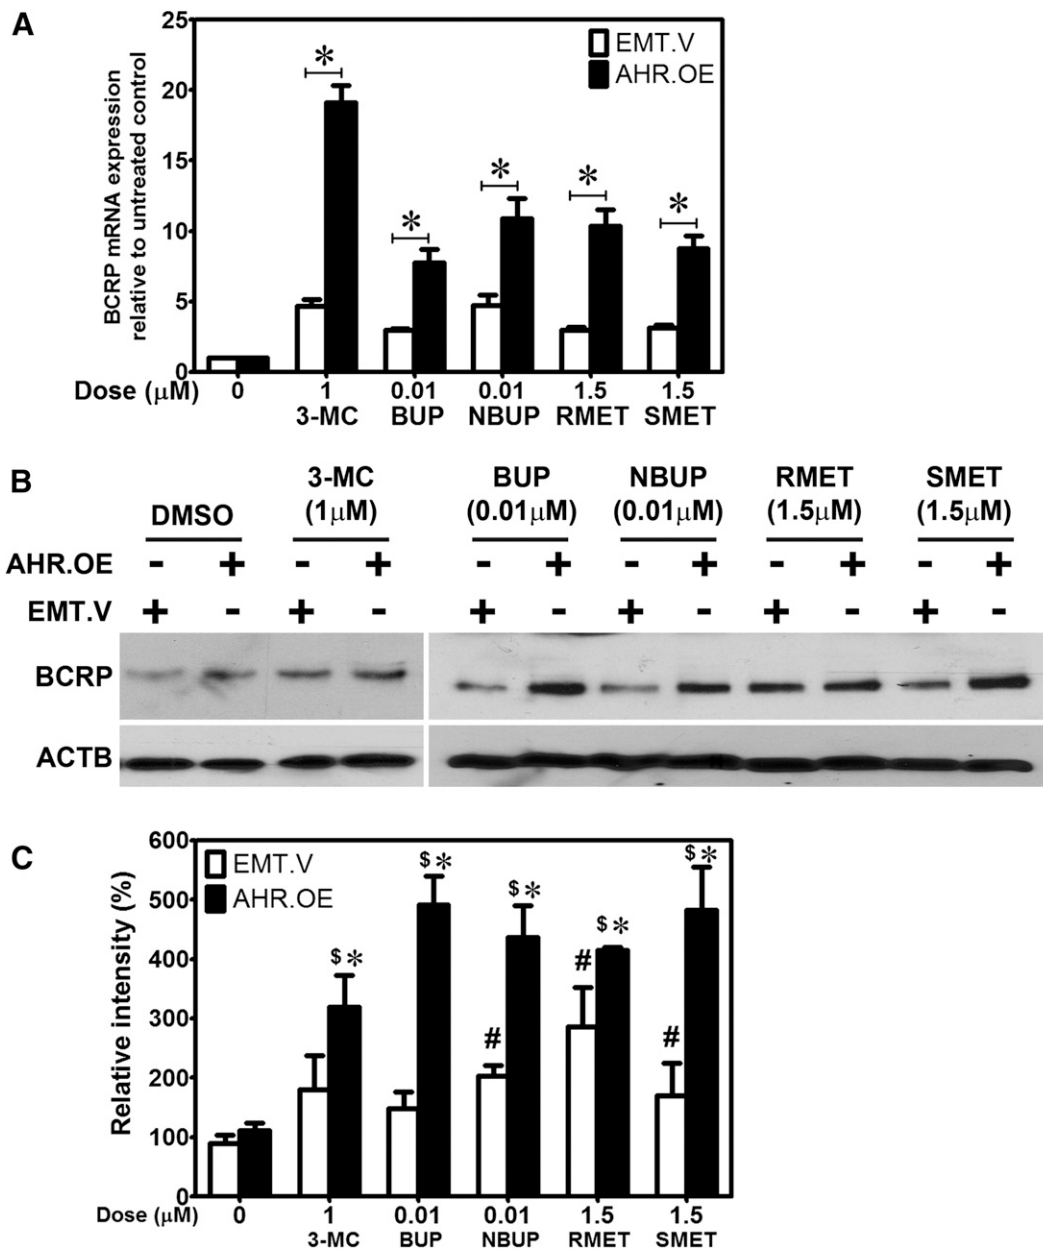 A
BCRP mRNA expression
relative to untreated control
25
20
15
10
5
0
EMT.V
AHR.OE
* * * * *
Dose (μM) 0 1 0.01 0.01 1.5 1.5
3-MC BUP NBUP RMET SMET
B
DMSO 3-MC (1μM) BUP (0.01μM) NBUP (0.01μM) RMET (1.5μM) SMET (1.5μM)
AHR.OE - + - + - + - + - + - +
EMT.V + - + - + - + - + - + -
BCRP
ACTB
C
Relative intensity (%)
600
500
400
300
200
100
0
EMT.V
AHR.OE
$* $* # $* # $* # $*
Dose (μM) 0 1 0.01 0.01 1.5 1.5
3-MC BUP NBUP RMET SMET